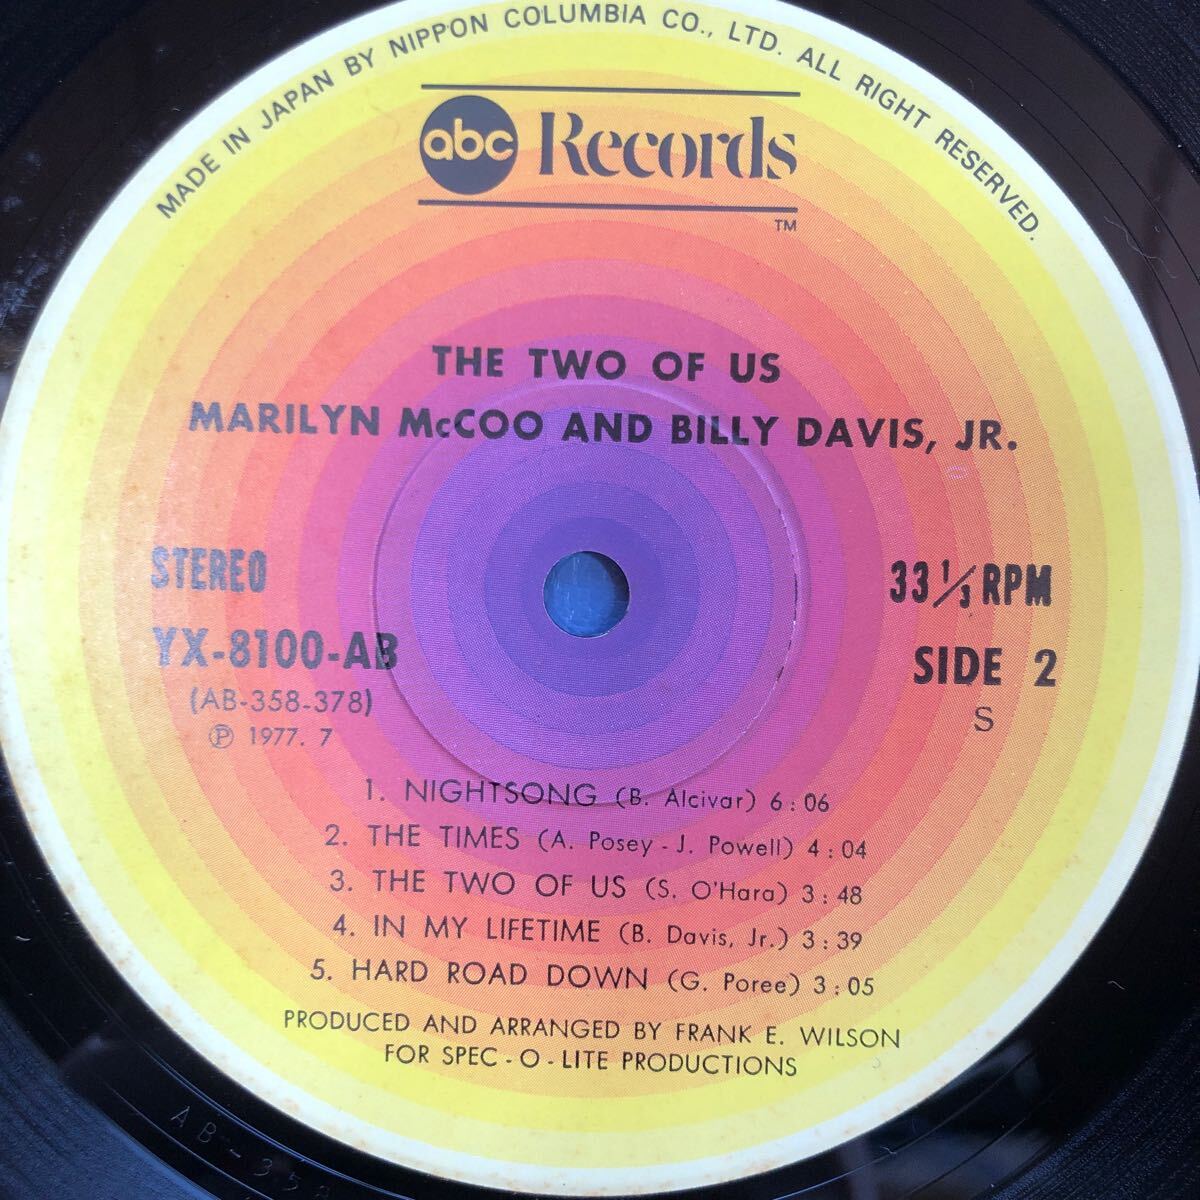 MADE IN JAPAN BY NIPPON COLUMBIA CO., LTD. ALL RIGHT RESERVED.
abc Records
TM
THE TWO OF US
MARILYN McCOO AND BILLY DAVIS, JR.
STEREO
33 1/3 RPM
YX-8100-AB
SIDE 2
(AB-358-378)
S
Ⓟ 1977. 7
1. NIGHTSONG (B. Alcivar) 6:06
2. THE TIMES (A. Posey - J. Powell) 4:04
3. THE TWO OF US (S. O'Hara) 3:48
4. IN MY LIFETIME (B. Davis, Jr.) 3:39
5. HARD ROAD DOWN (G. Poree) 3:05
PRODUCED AND ARRANGED BY FRANK E. WILSON
FOR SPEC-O-LITE PRODUCTIONS
AB-358